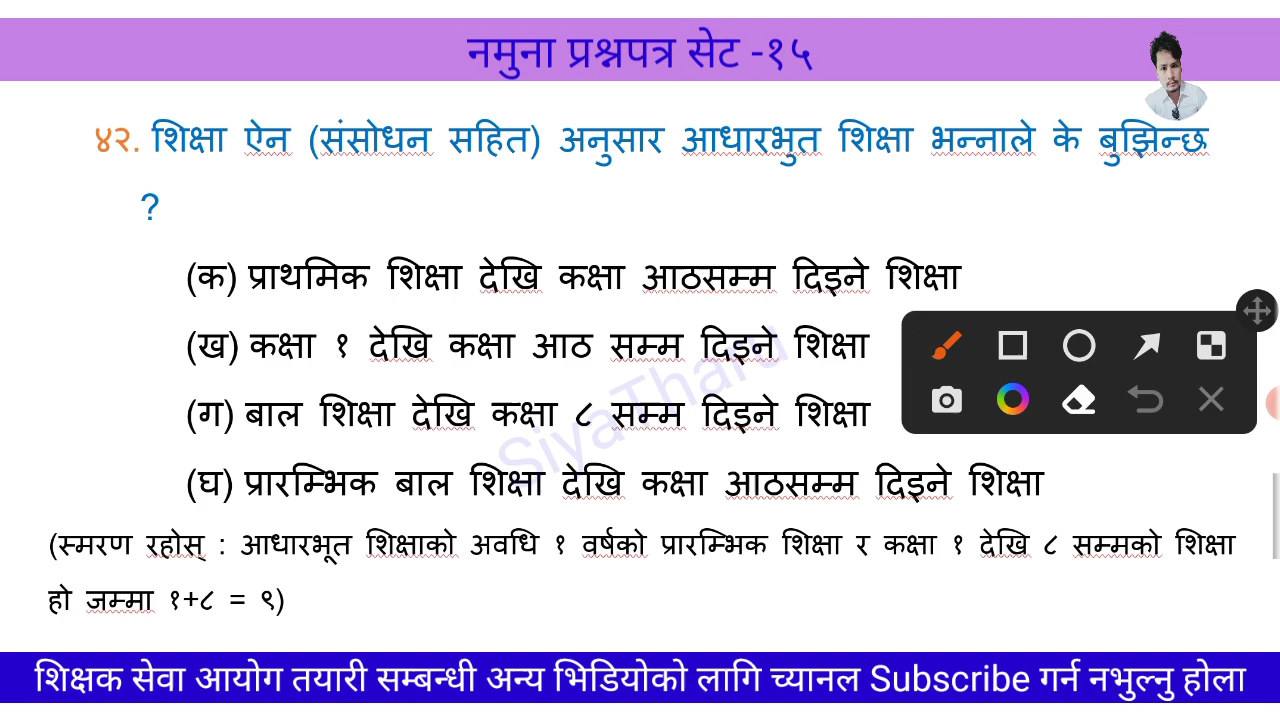 नमुना प्रश्नपत्र सेट -१५
४२. शिक्षा ऐन (संसोधन सहित) अनुसार आधारभुत शिक्षा भन्नाले के बुझिन्छ
?
(क) प्राथमिक शिक्षा देखि कक्षा आठसम्म दिइने शिक्षा
(ख) कक्षा १ देखि कक्षा आठ सम्म दिइने शिक्षा
(ग) बाल शिक्षा देखि कक्षा ८ सम्म दिइने शिक्षा
(घ) प्रारम्भिक बाल शिक्षा देखि कक्षा आठसम्म दिइने शिक्षा
SiyaTharu
(स्मरण रहोस् : आधारभूत शिक्षाको अवधि १ वर्षको प्रारम्भिक शिक्षा र कक्षा १ देखि ८ सम्मको शिक्षा
हो जम्मा १+८ = ९)
शिक्षक सेवा आयोग तयारी सम्बन्धी अन्य भिडियोको लागि च्यानल Subscribe गर्न नभुल्नु होला